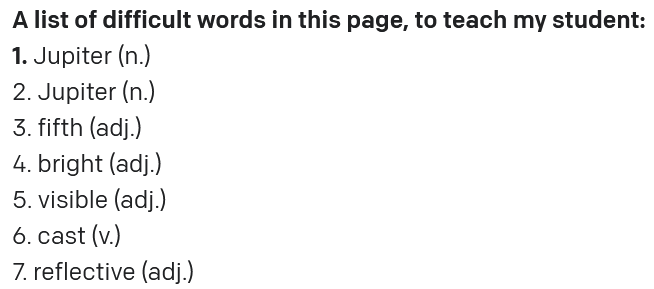 A list of difficult words in this page, to teach my student:
1. Jupiter (n.)
2. Jupiter (n.)
3. fifth (adj.)
4. bright (adj.)
5. visible (adj.)
6. cast (v.)
7. reflective (adj.)